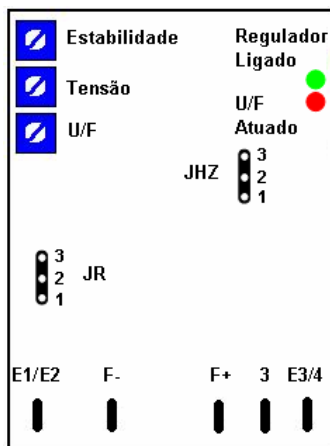 Estabilidade
Tensão
U/F
Regulador
Ligado
U/F
Atuado
JHZ
3
2
1
3
2
1
JR
E1/E2 F- F+ 3 E3/4